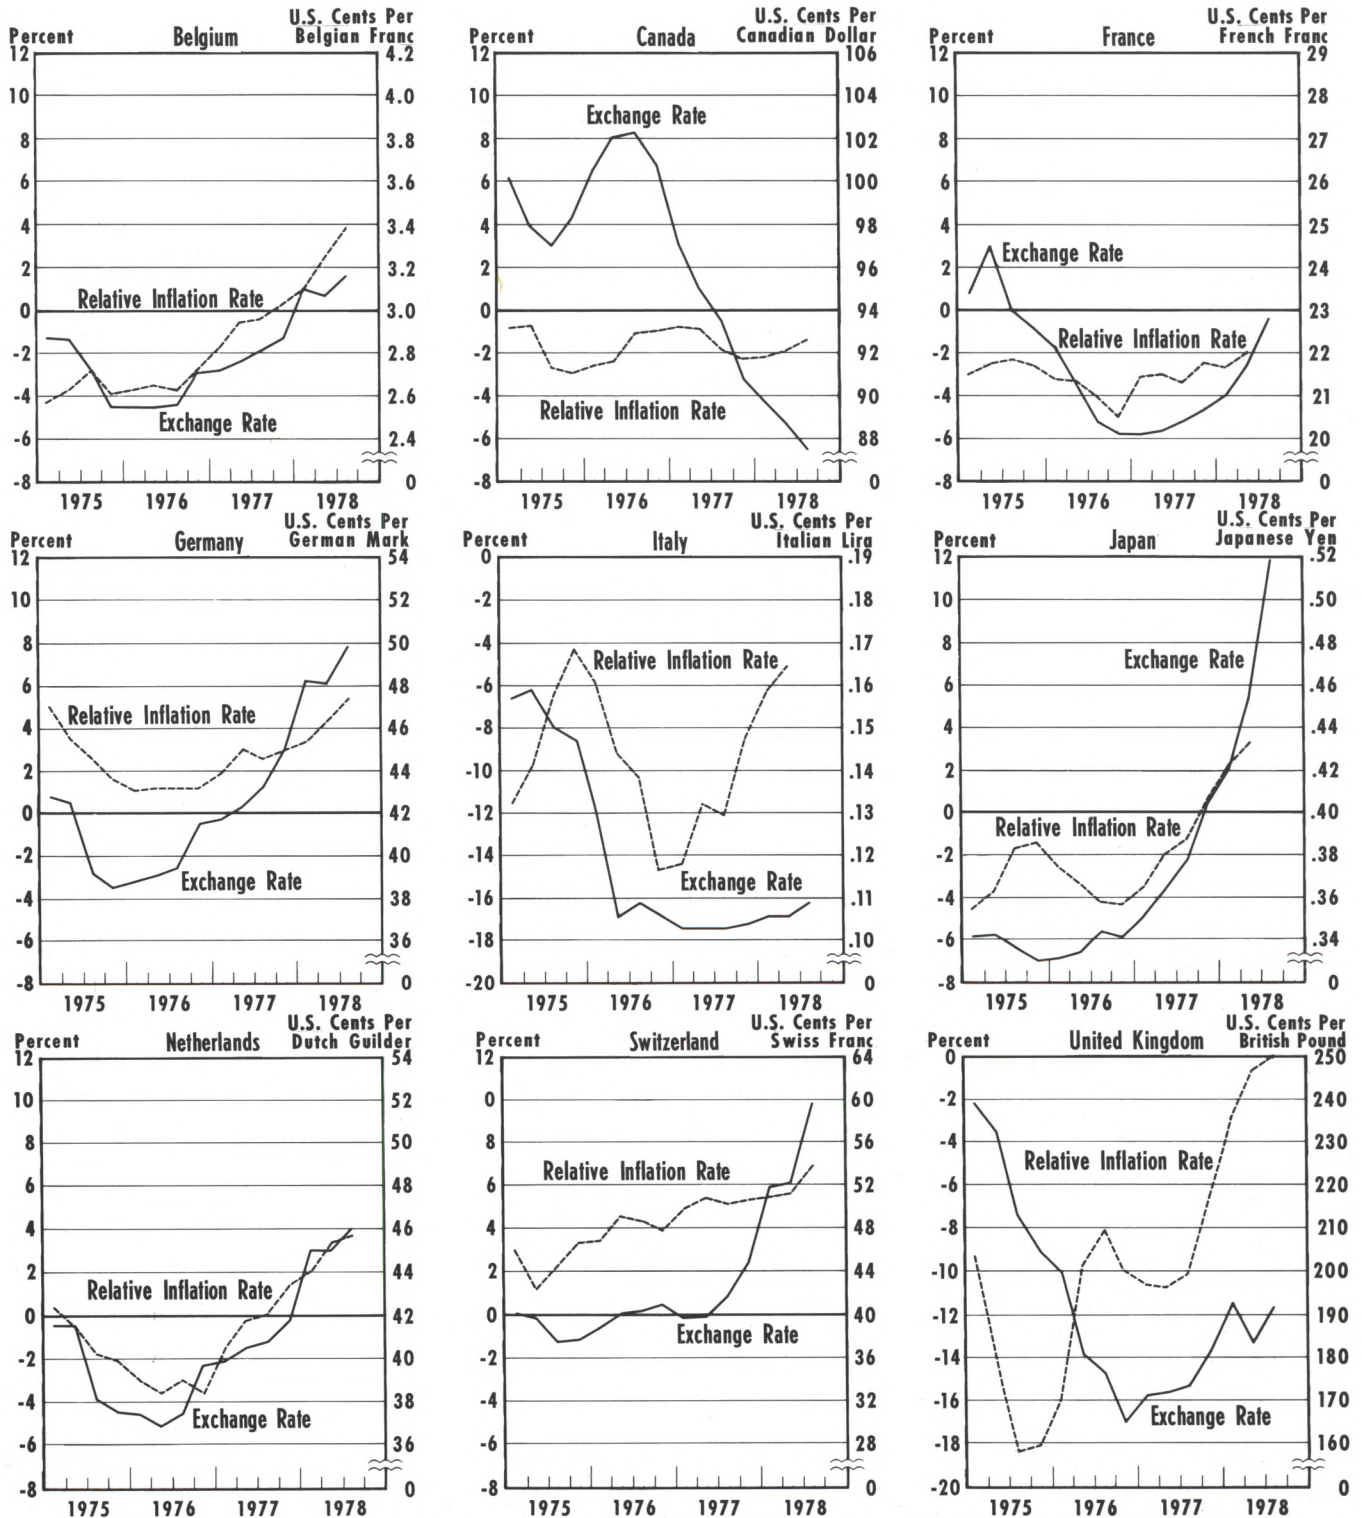 U.S. Cents Per
Percent Belgium Belgian Franc
12 4.2
10 4.0
8 3.8
6 3.6
4 3.4
2 3.2
Relative Inflation Rate
0 3.0
-2 2.8
-4 2.6
Exchange Rate
-6 2.4
-8 0
1975 1976 1977 1978
U.S. Cents Per
Percent Canada Canadian Dollar
12 106
10 104
Exchange Rate
8 102
6 100
4 98
2 96
0 94
-2 92
-4 90
Relative Inflation Rate
-6 88
-8 0
1975 1976 1977 1978
U.S. Cents Per
Percent France French Franc
12 29
10 28
8 27
6 26
4 25
Exchange Rate
2 24
0 23
Relative Inflation Rate
-2 22
-4 21
-6 20
-8 0
1975 1976 1977 1978
U.S. Cents Per
Percent Germany German Mark
12 54
10 52
8 50
6 48
Relative Inflation Rate
4 46
2 44
0 42
-2 40
Exchange Rate
-4 38
-6 36
-8 0
1975 1976 1977 1978
U.S. Cents Per
Percent Italy Italian Lira
0 .19
-2 .18
-4 .17
Relative Inflation Rate
-6 .16
-8 .15
-10 .14
-12 .13
-14 .12
Exchange Rate
-16 .11
-18 .10
-20 0
1975 1976 1977 1978
U.S. Cents Per
Percent Japan Japanese Yen
12 .52
10 .50
8 .48
Exchange Rate
6 .46
4 .44
2 .42
0 .40
Relative Inflation Rate
-2 .38
-4 .36
-6 .34
-8 0
1975 1976 1977 1978
U.S. Cents Per
Percent Netherlands Dutch Guilder
12 54
10 52
8 50
6 48
4 46
2 44
Relative Inflation Rate
0 42
-2 40
-4 38
Exchange Rate
-6 36
-8 0
1975 1976 1977 1978
U.S. Cents Per
Percent Switzerland Swiss Franc
12 64
10 60
8 56
Relative Inflation Rate
6 52
4 48
2 44
0 40
Exchange Rate
-2 36
-4 32
-6 28
-8 0
1975 1976 1977 1978
U.S. Cents Per
Percent United Kingdom British Pound
0 250
-2 240
-4 230
Relative Inflation Rate
-6 220
-8 210
-10 200
-12 190
-14 180
-16 170
Exchange Rate
-18 160
-20 0
1975 1976 1977 1978